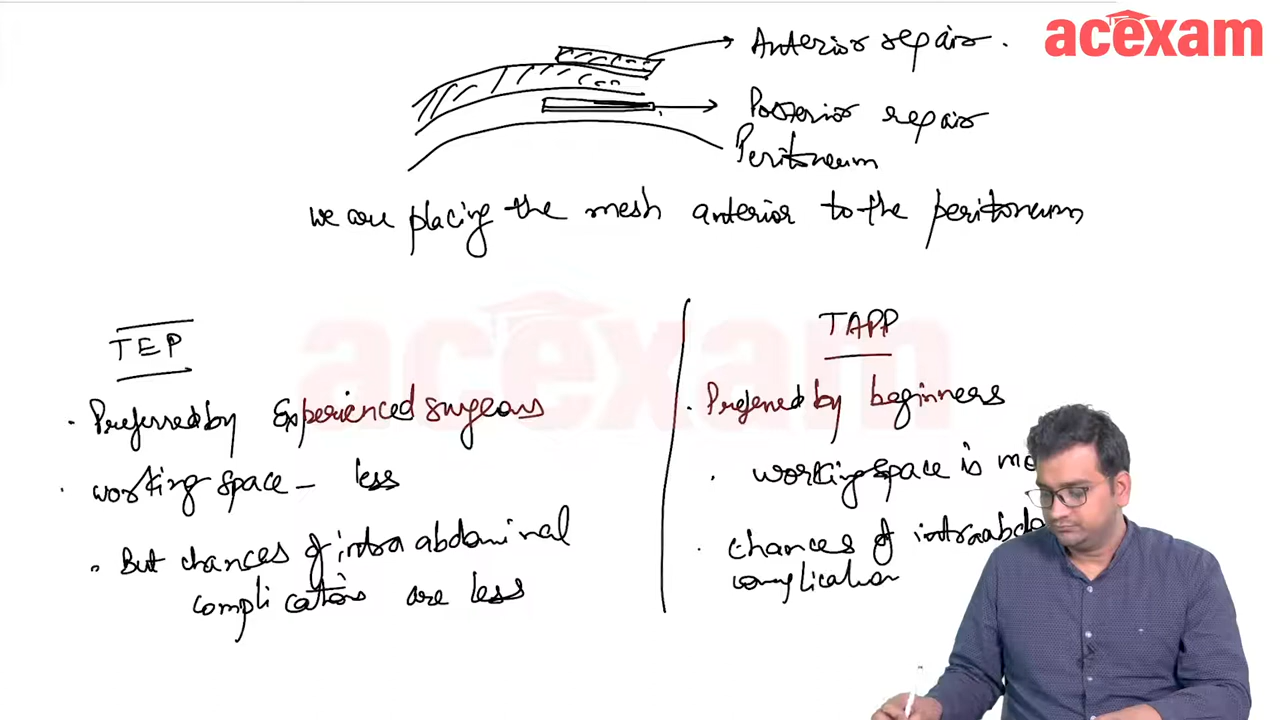 acexam
Anterior repair.
Posterior repair
Peritoneum
we are placing the mesh anterior to the peritoneum
acexam
TEP
. Preferred by Experienced surgeons
. working space - less
. But chances of intra abdominal
complications are less
TAPP
. Preferred by beginners
. working space is
. chances of
complication